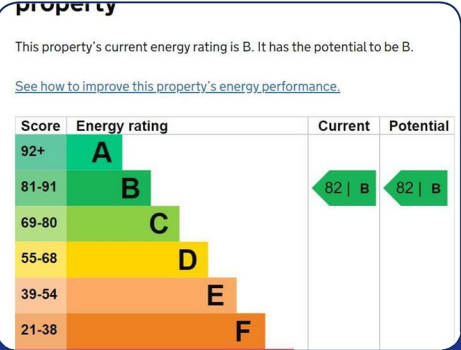 property
This property's current energy rating is B. It has the potential to be B.
See how to improve this property's energy performance.
Score Energy rating Current Potential
92+ A
81-91 B 82 | B 82 | B
69-80 C
55-68 D
39-54 E
21-38 F